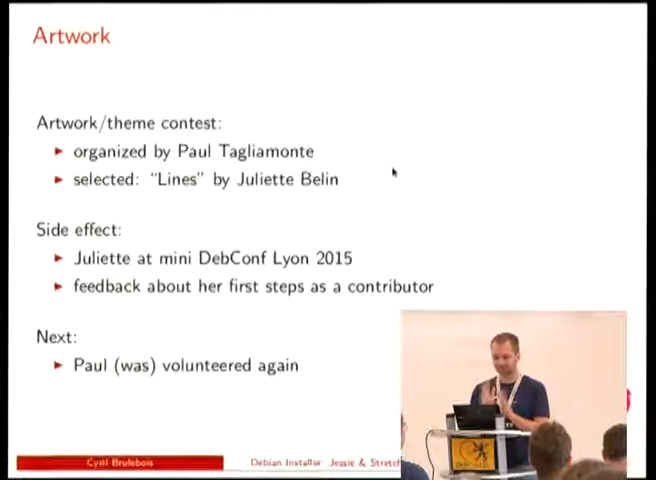 Artwork
Artwork/theme contest:
organized by Paul Tagliamonte
selected: "Lines" by Juliette Belin
Side effect:
Juliette at mini DebConf Lyon 2015
feedback about her first steps as a contributor
Next:
Paul (was) volunteered again
Cyril Brulebois
Debian Installer: Jessie & Stretch